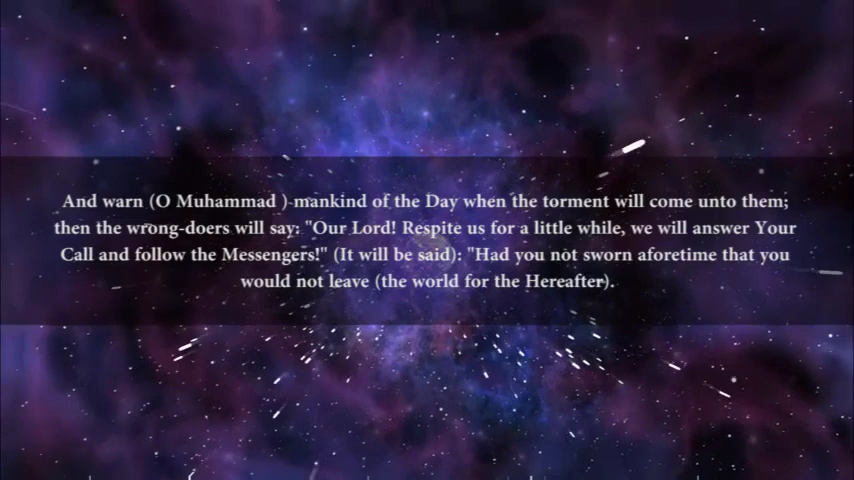 And warn (O Muhammad ) mankind of the Day when the torment will come unto them;
then the wrong-doers will say: "Our Lord! Respite us for a little while, we will answer Your
Call and follow the Messengers!" (It will be said): "Had you not sworn aforetime that you
would not leave (the world for the Hereafter).